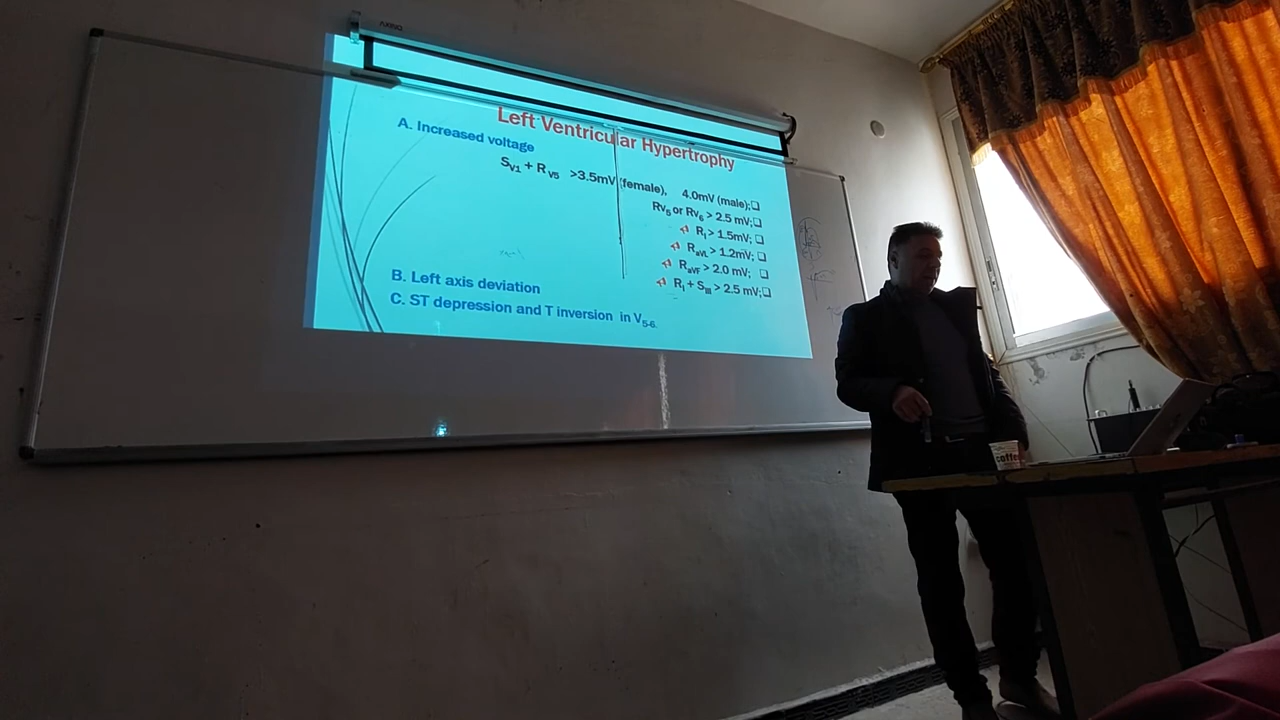 Left Ventricular Hypertrophy
A. Increased voltage
SV1 + RV5 >3.5mV (female), 4.0mV (male);
RV5 or RV6 > 2.5 mV;
RI > 1.5mV;
RaVL > 1.2mV;
RaVF > 2.0 mV;
RI + SIII > 2.5 mV;
B. Left axis deviation
C. ST depression and T inversion in V5-6.
coffee